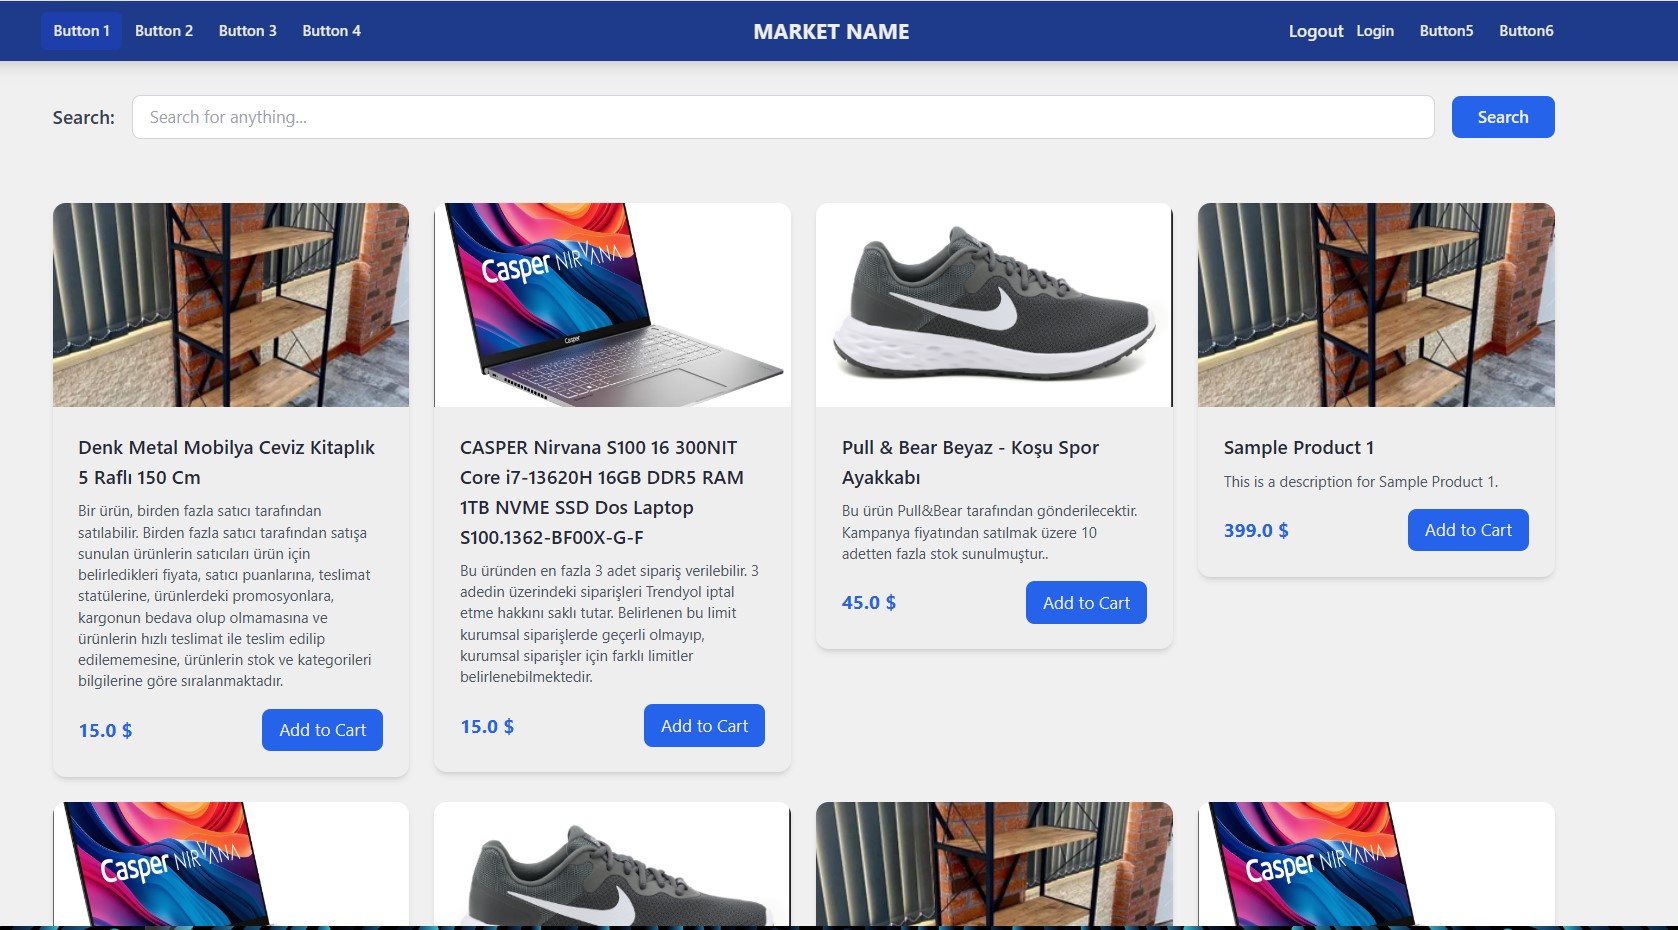 Button 1 Button 2 Button 3 Button 4 MARKET NAME Logout Login Button5 Button6
Search: Search for anything... Search
Casper NIRVANA
Casper
Denk Metal Mobilya Ceviz Kitaplık
5 Raflı 150 Cm
Bir ürün, birden fazla satıcı tarafından
satılabilir. Birden fazla satıcı tarafından satışa
sunulan ürünlerin satıcıları ürün için
belirledikleri fiyata, satıcı puanlarına, teslimat
statülerine, ürünlerdeki promosyonlara,
kargonun bedava olup olmamasına ve
ürünlerin hızlı teslimat ile teslim edilip
edilememesine, ürünlerin stok ve kategorileri
bilgilerine göre sıralanmaktadır.
15.0 $ Add to Cart
CASPER Nirvana S100 16 300NIT
Core i7-13620H 16GB DDR5 RAM
1TB NVME SSD Dos Laptop
S100.1362-BF00X-G-F
Bu üründen en fazla 3 adet sipariş verilebilir. 3
adedin üzerindeki siparişleri Trendyol iptal
etme hakkını saklı tutar. Belirlenen bu limit
kurumsal siparişlerde geçerli olmayıp,
kurumsal siparişler için farklı limitler
belirlenebilmektedir.
15.0 $ Add to Cart
Pull & Bear Beyaz - Koşu Spor
Ayakkabı
Bu ürün Pull&Bear tarafından gönderilecektir.
Kampanya fiyatından satılmak üzere 10
adetten fazla stok sunulmuştur..
45.0 $ Add to Cart
Sample Product 1
This is a description for Sample Product 1.
399.0 $ Add to Cart
Casper NIRVANA
Casper NIRVANA